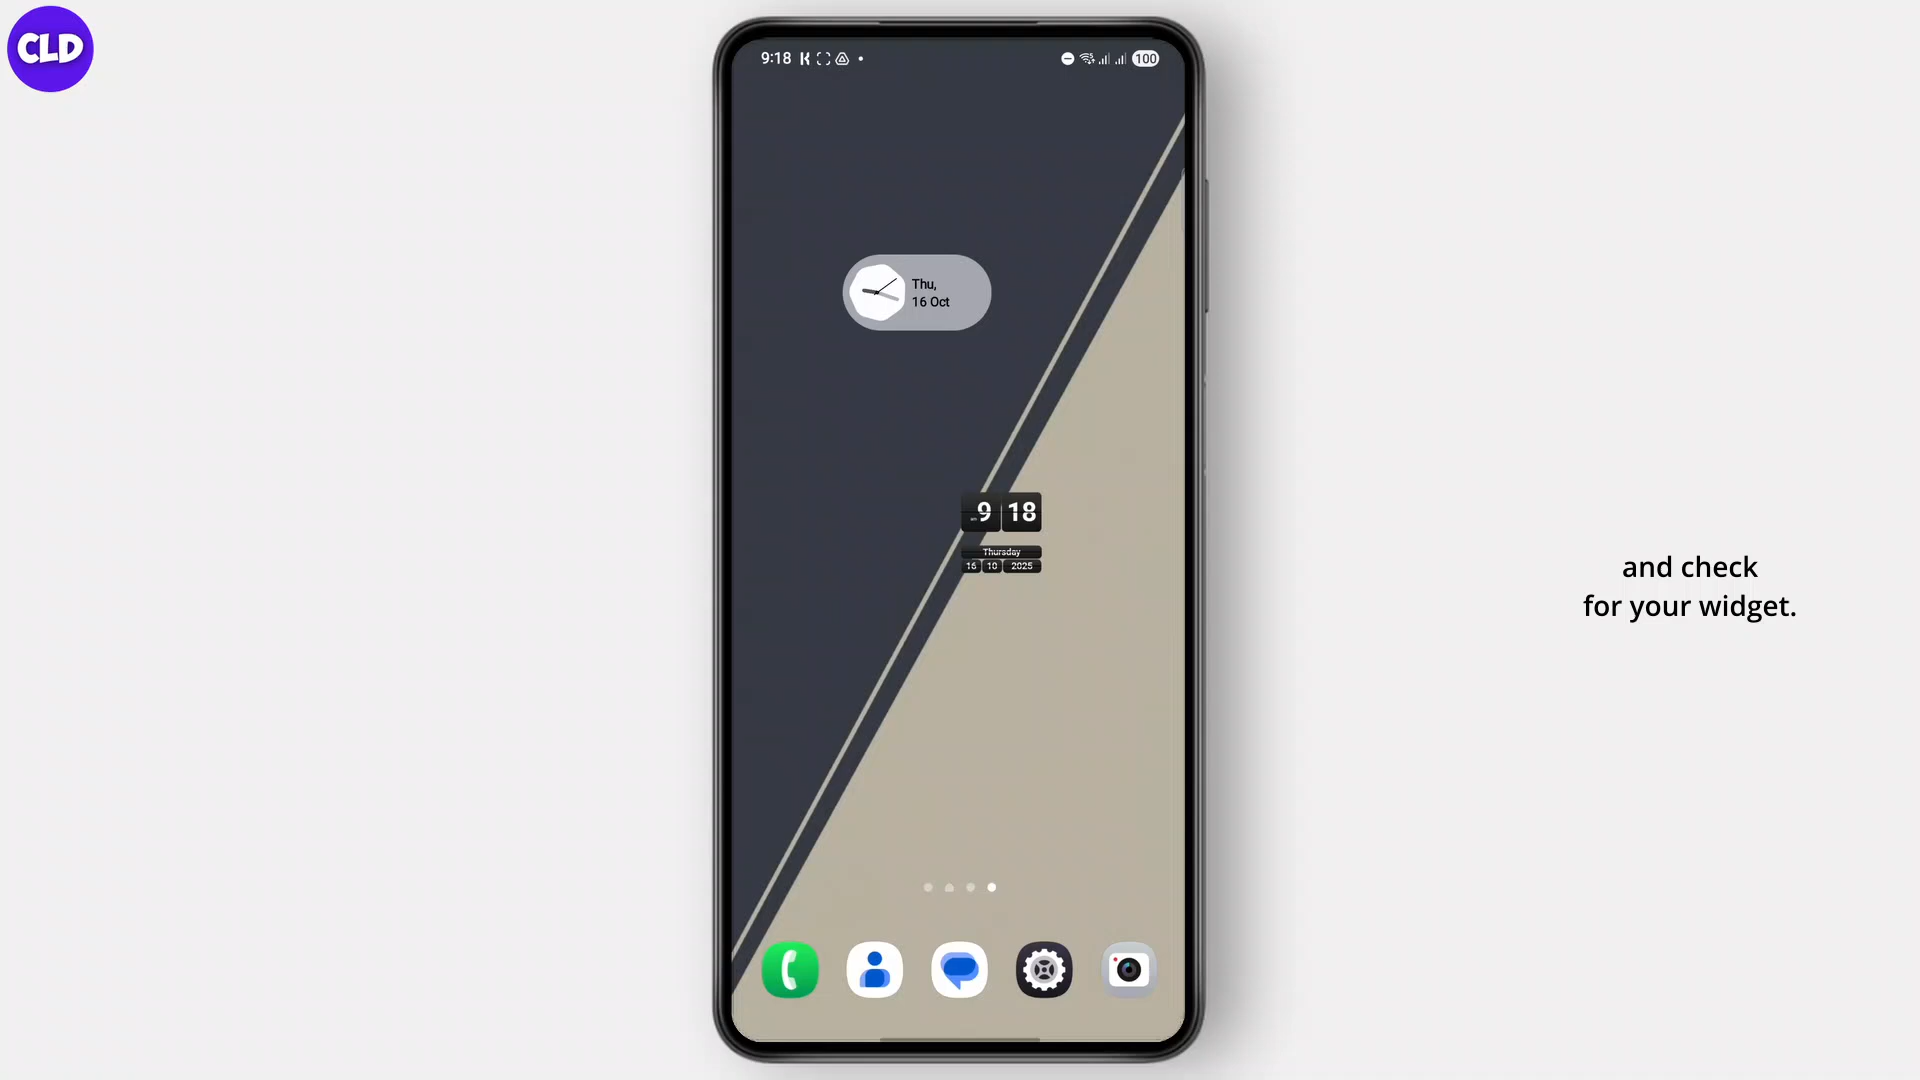 CLD
9:18
100
Thu,
16 Oct
9 18
Thursday
16 10 2025
and check
for your widget.